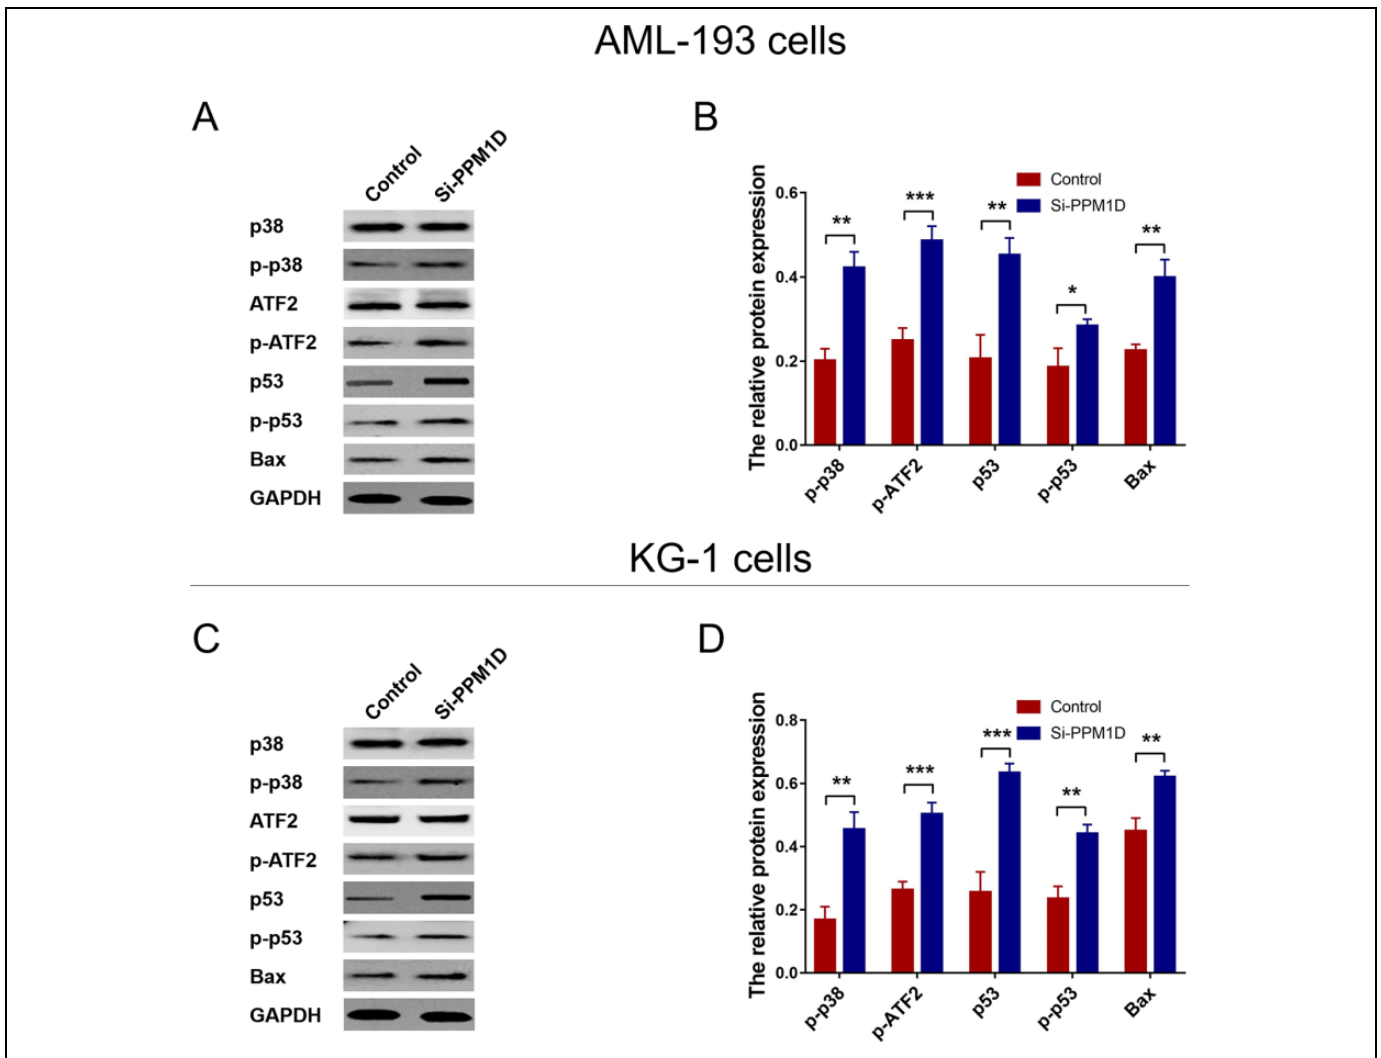 AML-193 cells
A
Control
Si-PPM1D
p38
p-p38
ATF2
p-ATF2
p53
p-p53
Bax
GAPDH
B
The relative protein expression
0.6
0.4
0.2
0.0
Control
Si-PPM1D
**
***
**
*
**
p-p38
p-ATF2
p53
p-p53
Bax
KG-1 cells
C
Control
Si-PPM1D
p38
p-p38
ATF2
p-ATF2
p53
p-p53
Bax
GAPDH
D
The relative protein expression
0.8
0.6
0.4
0.2
0.0
Control
Si-PPM1D
**
***
***
**
**
p-p38
p-ATF2
p53
p-p53
Bax